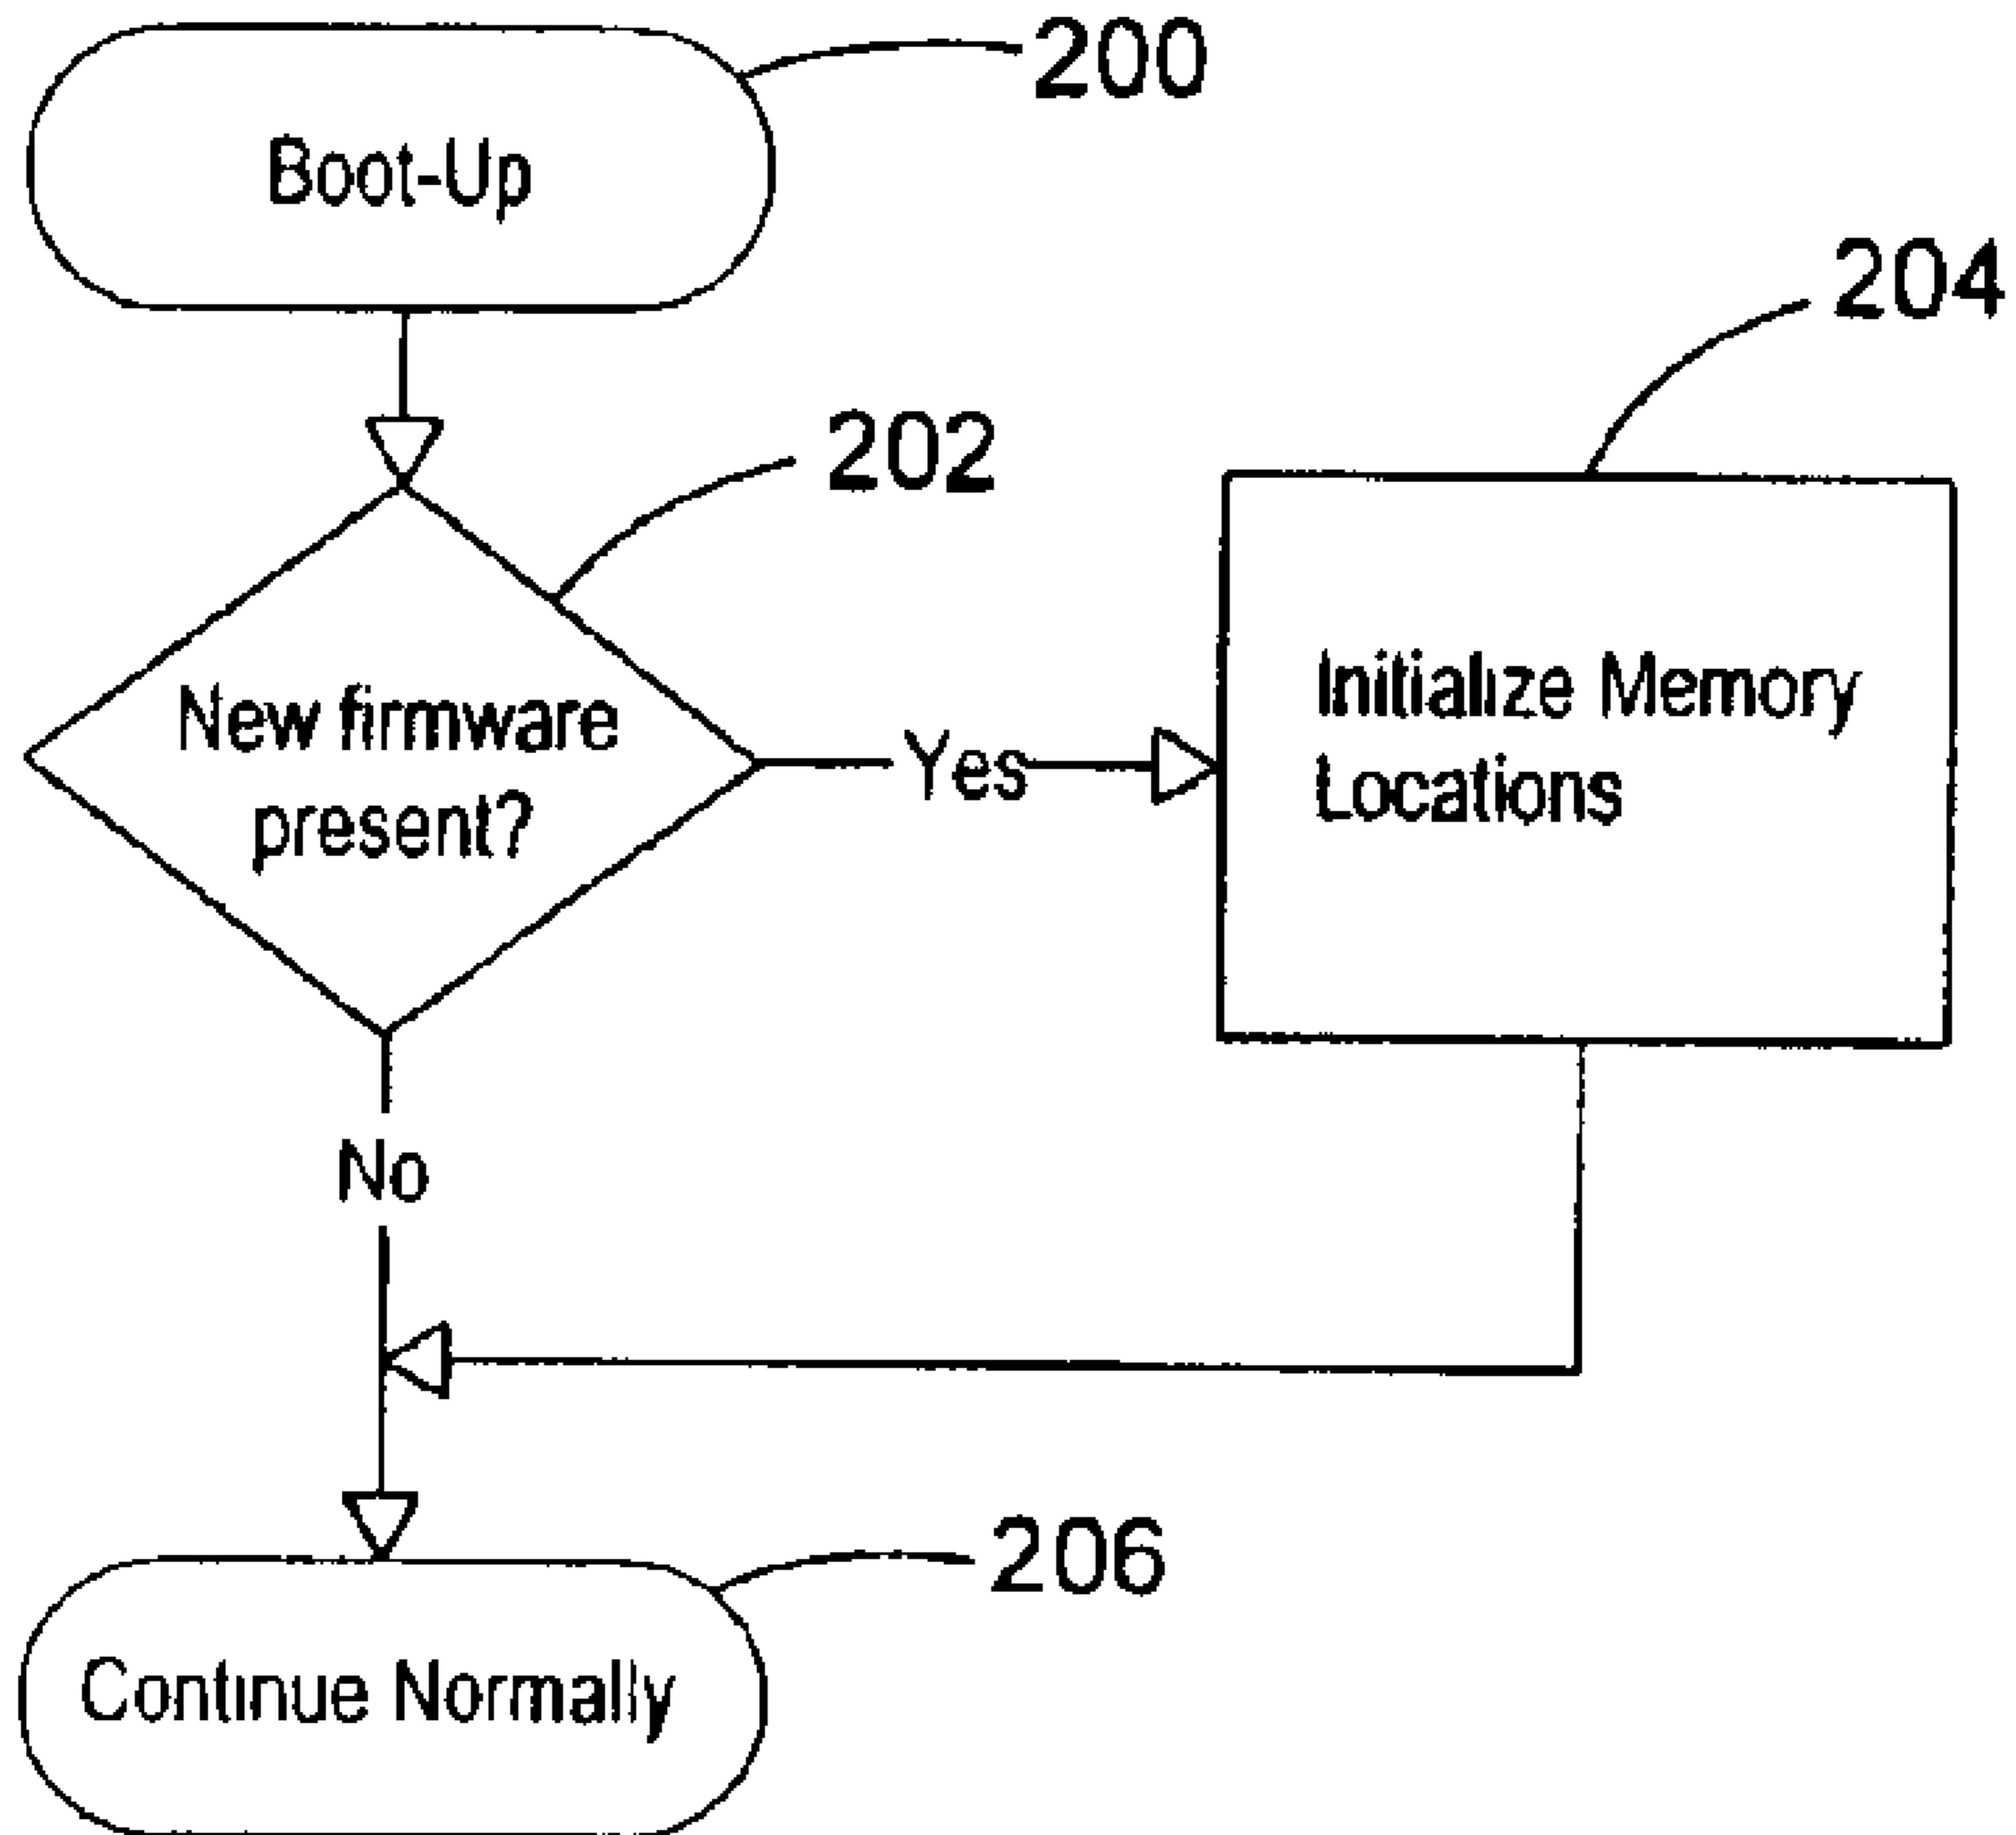 200
Boot-Up
204
202
New firmware
present?
Yes
Initialize Memory
Locations
No
206
Continue Normally